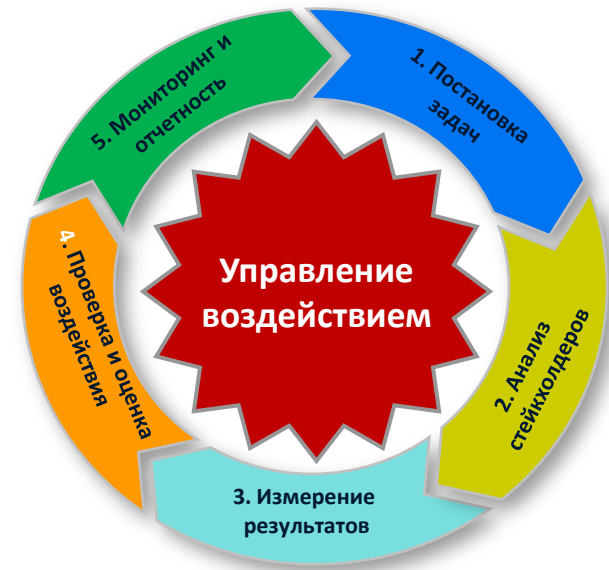 Управление
воздействием
1. Постановка
задач
2. Анализ
стейкхолдеров
3. Измерение
результатов
4. Проверка и оценка
воздействия
5. Мониторинг и
отчетность